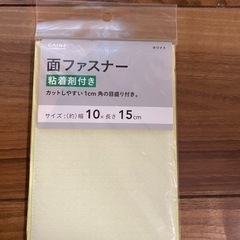 CAINZ
ホワイト
面ファスナー
粘着剤付き
カットしやすい1cm角の目盛り付き。
サイズ:(約)幅10×長さ15cm